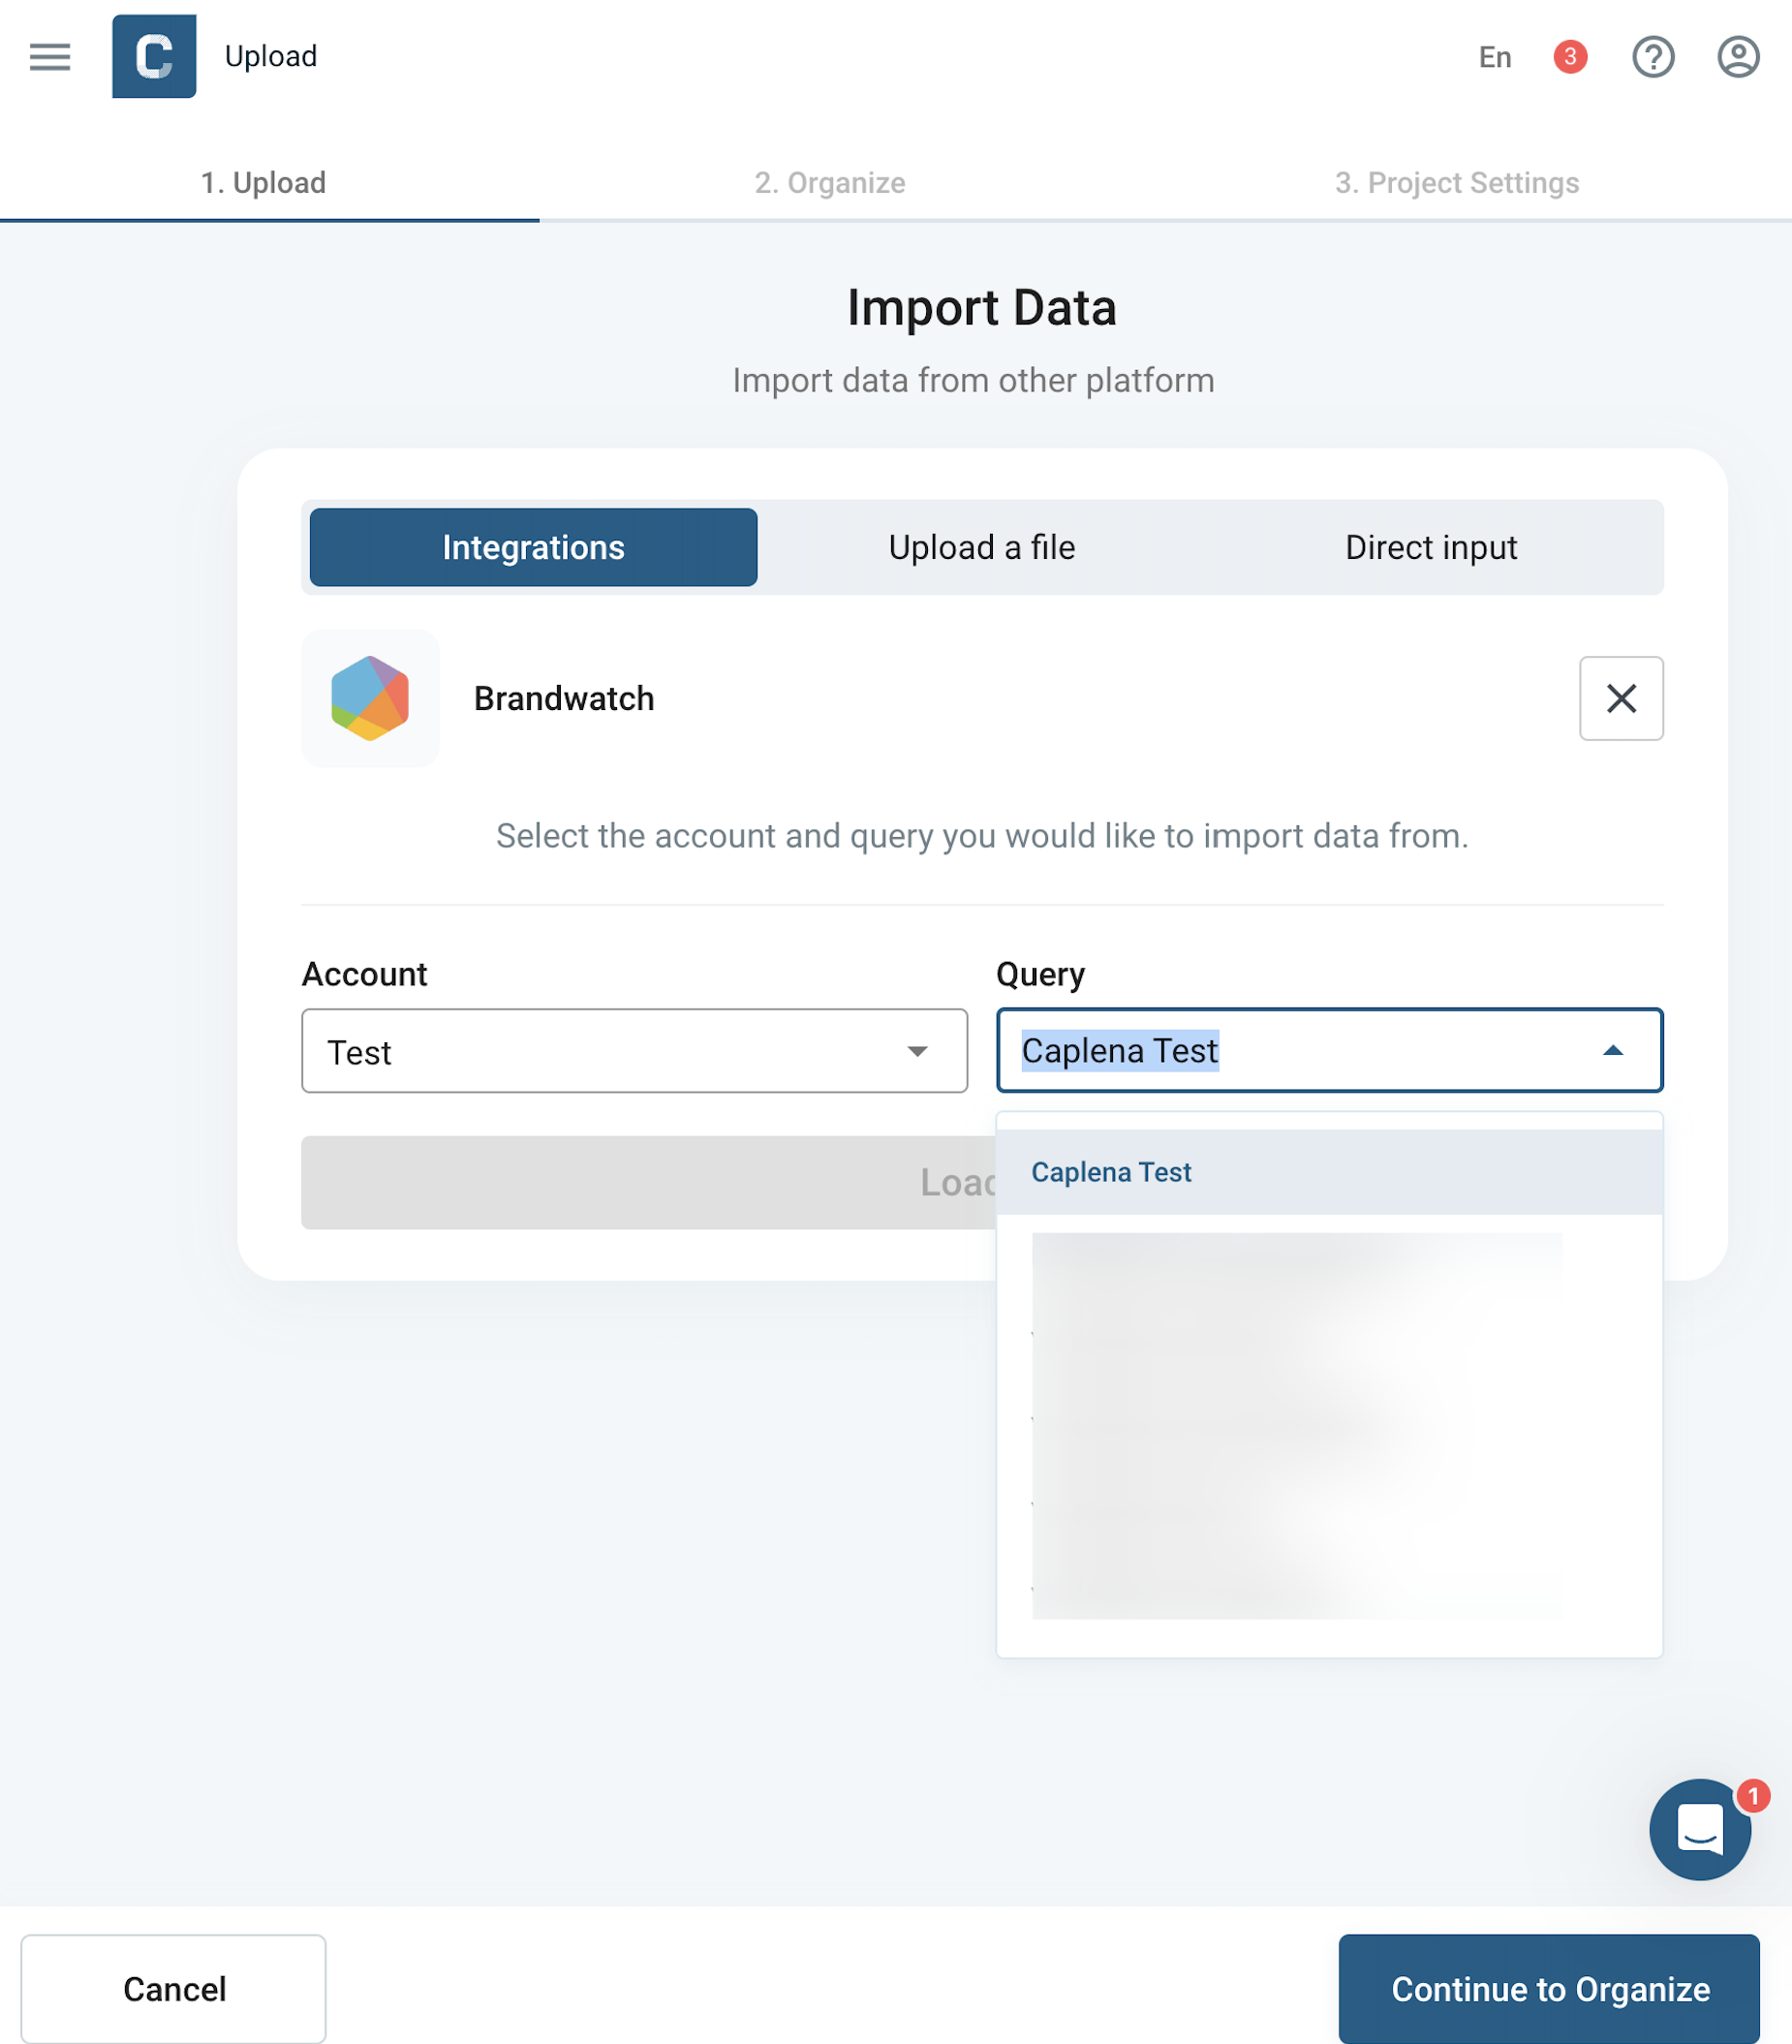 Upload
En
3
1. Upload
2. Organize
3. Project Settings
Import Data
Import data from other platform
Integrations
Upload a file
Direct input
Brandwatch
Select the account and query you would like to import data from.
Account
Query
Test
Caplena Test
Caplena Test
1
Cancel
Continue to Organize